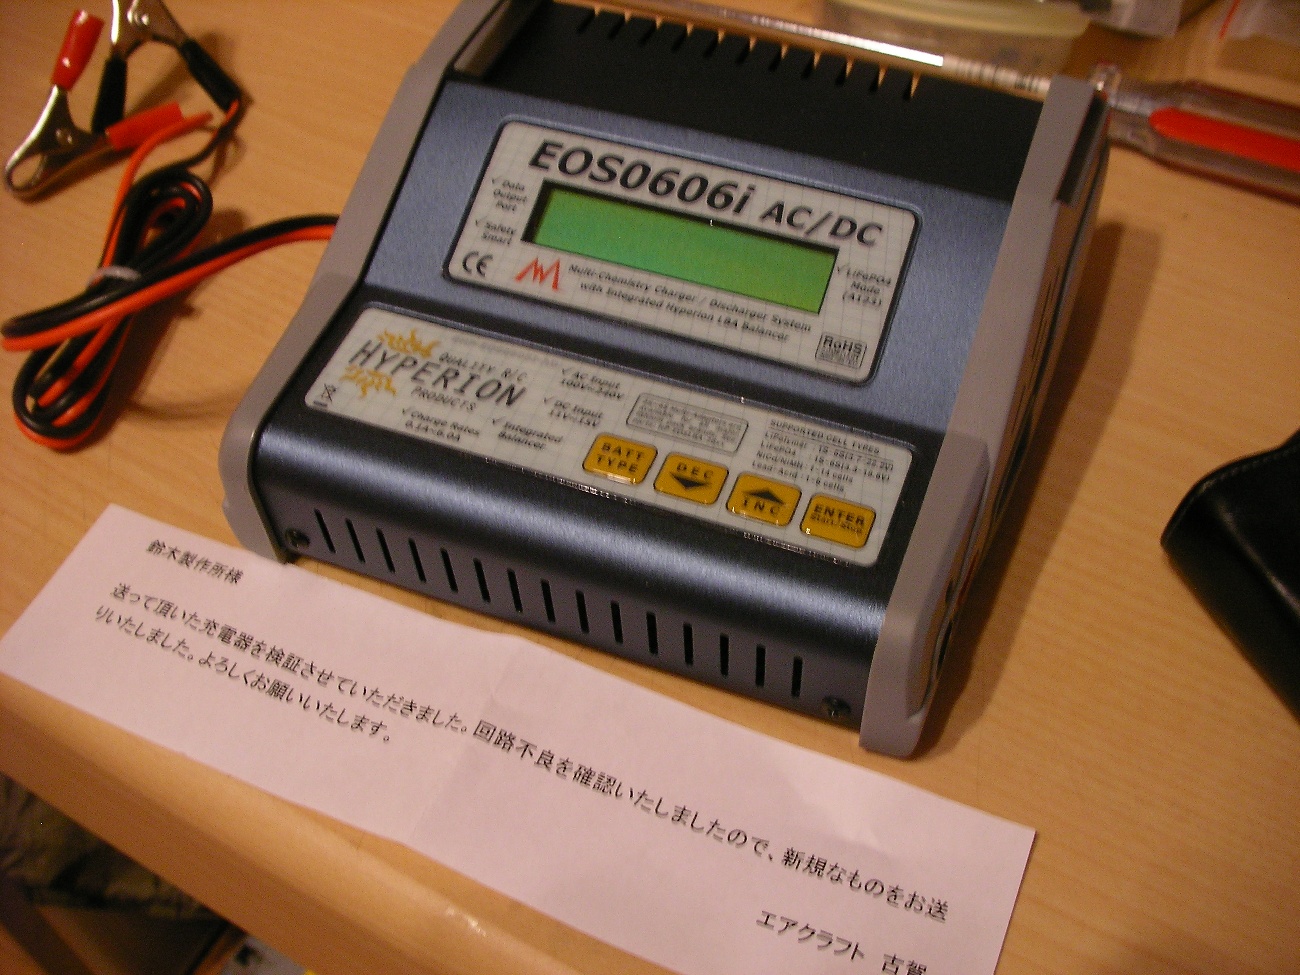 EOS0606i AC/DC
✓Data
Output
Port
✓Safety
Smart
✓LiFePO4
Mode
(A123)
CE
Multi-Chemistry Charger / Discharger System
with Integrated Hyperion LBA Balancer
RoHS
QUALITY R/C
HYPERION
PRODUCTS
✓AC Input
100V~240V
✓DC Input
11V~15V
✓Charge Rates
✓Integrated
Balancer
SUPPORTED CELL TYPES
BATT
TYPE
DEC
INC
ENTER
鈴木製作所様
送って頂いた充電器を検証させていただきました。回路不良を確認いたしましたので、新規なものをお送
りいたしました。よろしくお願いいたします。
エアクラフト 古賀